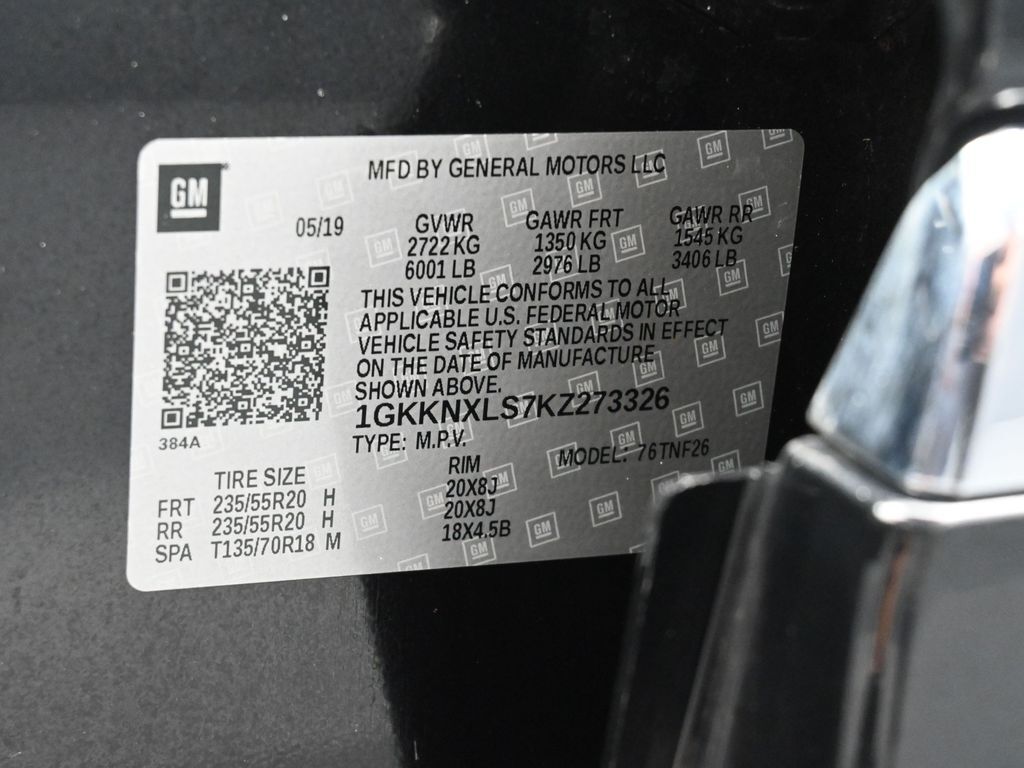 GM
MFD BY GENERAL MOTORS LLC
05/19 GVWR GAWR FRT GAWR RR
2722 KG 1350 KG 1545 KG
6001 LB 2976 LB 3406 LB
THIS VEHICLE CONFORMS TO ALL
APPLICABLE U.S. FEDERAL MOTOR
VEHICLE SAFETY STANDARDS IN EFFECT
ON THE DATE OF MANUFACTURE
SHOWN ABOVE.
1GKKNXLS7KZ273326
384A
TYPE: M.P.V. MODEL: 76TNF26
TIRE SIZE RIM
FRT 235/55R20 H 20X8J
RR 235/55R20 H 20X8J
SPA T135/70R18 M 18X4.5B